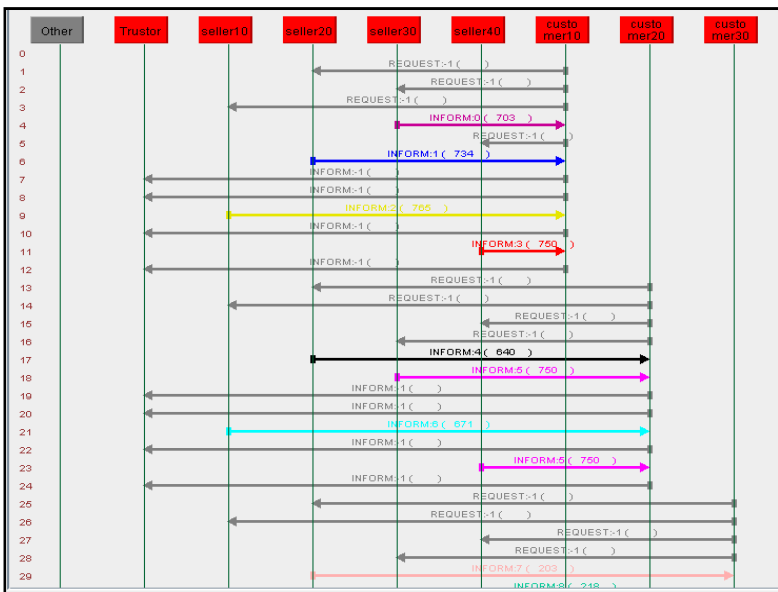 Other Trustor seller10 seller20 seller30 seller40 custo mer10 custo mer20 custo mer30
0
REQUEST:-1 ( )
1
2 REQUEST:-1 ( )
3 REQUEST:-1 ( )
4 INFORM:0 ( 703 )
5 REQUEST:-1 ( )
6 INFORM:1 ( 734 )
7 INFORM:-1 ( )
8 INFORM:-1 ( )
9 INFORM:2 ( 765 )
10 INFORM:-1 ( )
11 INFORM:3 ( 750 )
12 INFORM:-1 ( )
13 REQUEST:-1 ( )
14 REQUEST:-1 ( )
15 REQUEST:-1 ( )
16 REQUEST:-1 ( )
17 INFORM:4 ( 640 )
18 INFORM:5 ( 750 )
19 INFORM:-1 ( )
20 INFORM:-1 ( )
21 INFORM:6 ( 671 )
22 INFORM:-1 ( )
23 INFORM:5 ( 750 )
24 INFORM:-1 ( )
25 REQUEST:-1 ( )
26 REQUEST:-1 ( )
27 REQUEST:-1 ( )
28 REQUEST:-1 ( )
29 INFORM:7 ( 203 )
INFORM:8 ( 218 )